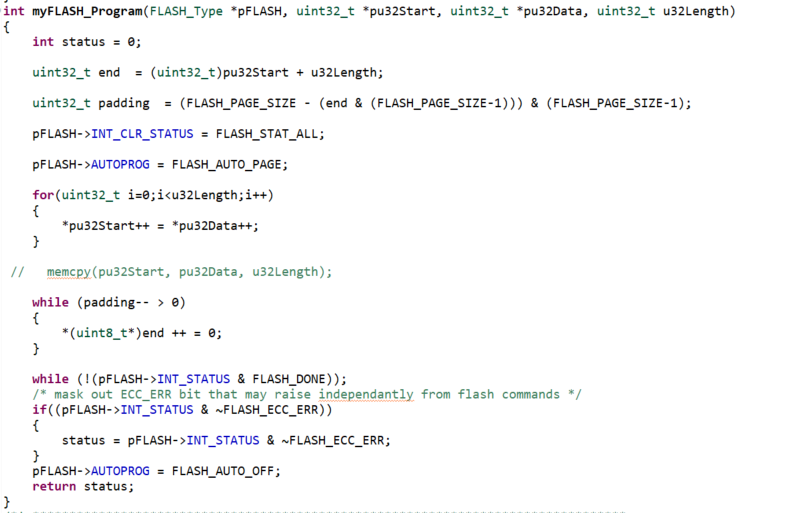 int myFLASH_Program(FLASH_Type *pFLASH, uint32_t *pu32Start, uint32_t *pu32Data, uint32_t u32Length)
{
    int status = 0;
    uint32_t end  = (uint32_t)pu32Start + u32Length;
    uint32_t padding  = (FLASH_PAGE_SIZE - (end & (FLASH_PAGE_SIZE-1))) & (FLASH_PAGE_SIZE-1);
    pFLASH->INT_CLR_STATUS = FLASH_STAT_ALL;
    pFLASH->AUTOPROG = FLASH_AUTO_PAGE;
    for(uint32_t i=0;i<u32Length;i++)
    {
        *pu32Start++ = *pu32Data++;
    }
//   memcpy(pu32Start, pu32Data, u32Length);
    while (padding-- > 0)
    {
        *(uint8_t*)end ++ = 0;
    }
    while (!(pFLASH->INT_STATUS & FLASH_DONE));
    /* mask out ECC_ERR bit that may raise independantly from flash commands */
    if((pFLASH->INT_STATUS & ~FLASH_ECC_ERR))
    {
        status = pFLASH->INT_STATUS & ~FLASH_ECC_ERR;
    }
    pFLASH->AUTOPROG = FLASH_AUTO_OFF;
    return status;
}